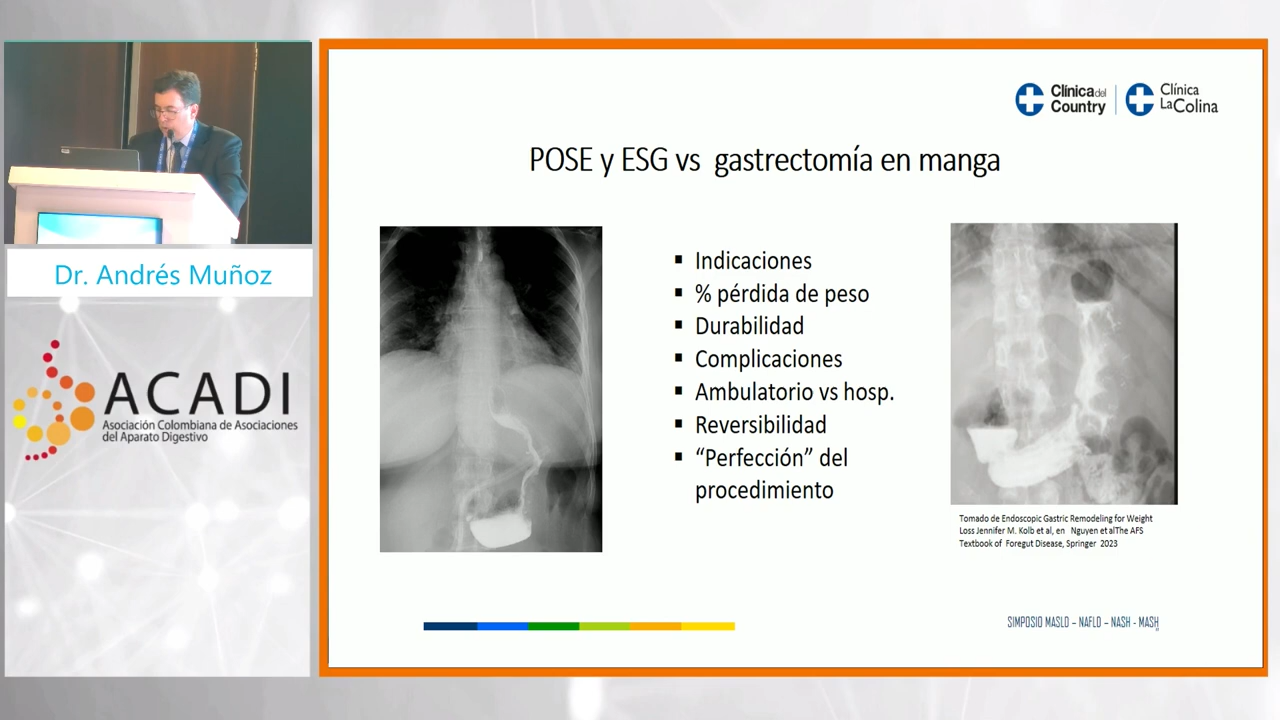 Clínica del
Country
Clínica
La Colina
POSE y ESG vs gastrectomía en manga
Dr. Andrés Muñoz
ACADI
Asociación Colombiana de Asociaciones
del Aparato Digestivo
Indicaciones
% pérdida de peso
Durabilidad
Complicaciones
Ambulatorio vs hosp.
Reversibilidad
“Perfección” del
procedimiento
Tomado de Endoscopic Gastric Remodeling for Weight
Loss Jennifer M. Kolb et al, en Nguyen et alThe AFS
Textbook of Foregut Disease, Springer 2023
SIMPOSIO MASLD – NAFLD – NASH - MASH